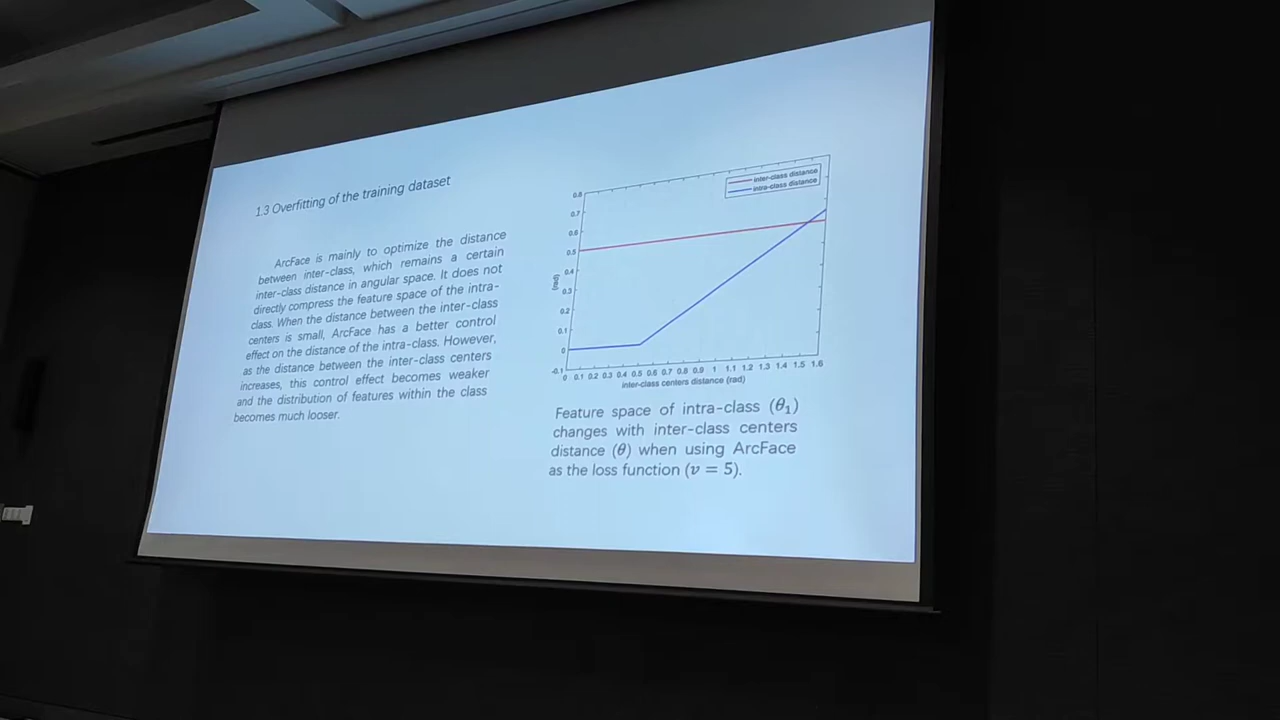 1.3 Overfitting of the training dataset
ArcFace is mainly to optimize the distance
between inter-class, which remains a certain
inter-class distance in angular space. It does not
directly compress the feature space of the intra-
class. When the distance between the inter-class
centers is small, ArcFace has a better control
effect on the distance of the intra-class. However,
as the distance between the inter-class centers
increases, this control effect becomes weaker
and the distribution of features within the class
becomes much looser.
inter-class distance
intra-class distance
0.8
0.7
0.6
0.5
0.4
0.3
0.2
0.1
0
-0.1
(rad)
0 0.1 0.2 0.3 0.4 0.5 0.6 0.7 0.8 0.9 1 1.1 1.2 1.3 1.4 1.5 1.6
inter-class centers distance (rad)
Feature space of intra-class (θ₁)
changes with inter-class centers
distance (θ) when using ArcFace
as the loss function (v = 5).